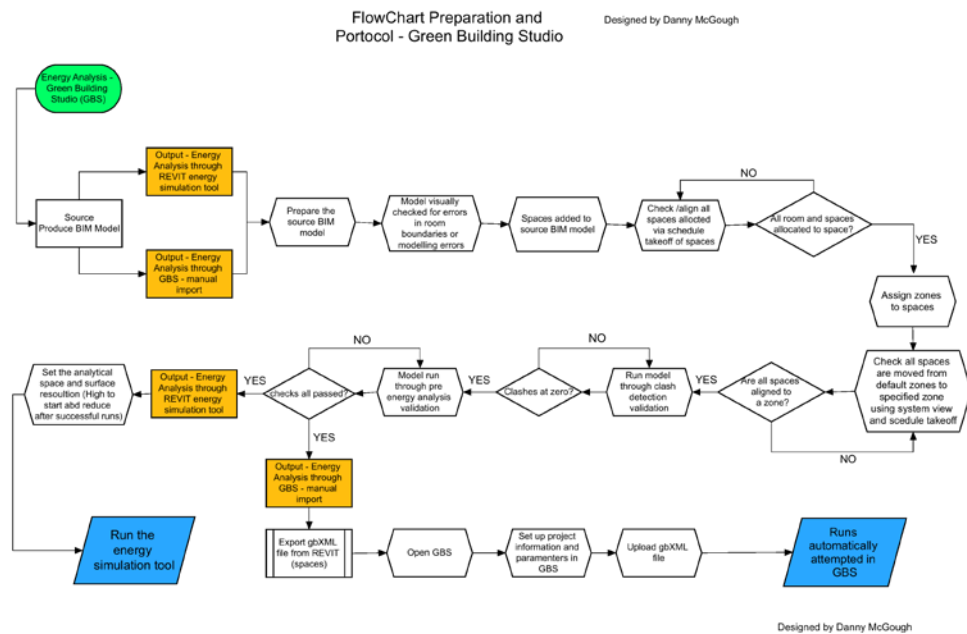 FlowChart Preparation and
Portocol - Green Building Studio
Designed by Danny McGough
Energy Analysis -
Green Building
Studio (GBS)
Output - Energy
Analysis through
REVIT energy
simulation tool
Source
Produce BIM Model
Output - Energy
Analysis through
GBS - manual
import
Prepare the
source BIM
model
Model visually
checked for errors
in room
boundaries or
modelling errors
Spaces added to
source BIM model
Check /align all
spaces allocted
via schedule
takeoff of spaces
NO
All room and spaces
allocated to space?
YES
Assign zones
to spaces
Check all spaces
are moved from
default zones to
specified zone
using system view
and scedule takeoff
NO
Are all spaces
aligned to
a zone?
YES
Run model
through clash
detection
validation
NO
Clashes at zero?
YES
Model run
through pre
energy analysis
validation
NO
checks all passed?
YES
Output - Energy
Analysis through
REVIT energy
simulation tool
Set the analytical
space and surface
resoultion (High to
start abd reduce
after successful runs)
Run the
energy
simulation tool
YES
Output - Energy
Analysis through
GBS - manual
import
Export gbXML
file from REVIT
(spaces)
Open GBS
Set up project
information and
paramenters in
GBS
Upload gbXML
file
Runs
automatically
attempted in
GBS
Designed by Danny McGough